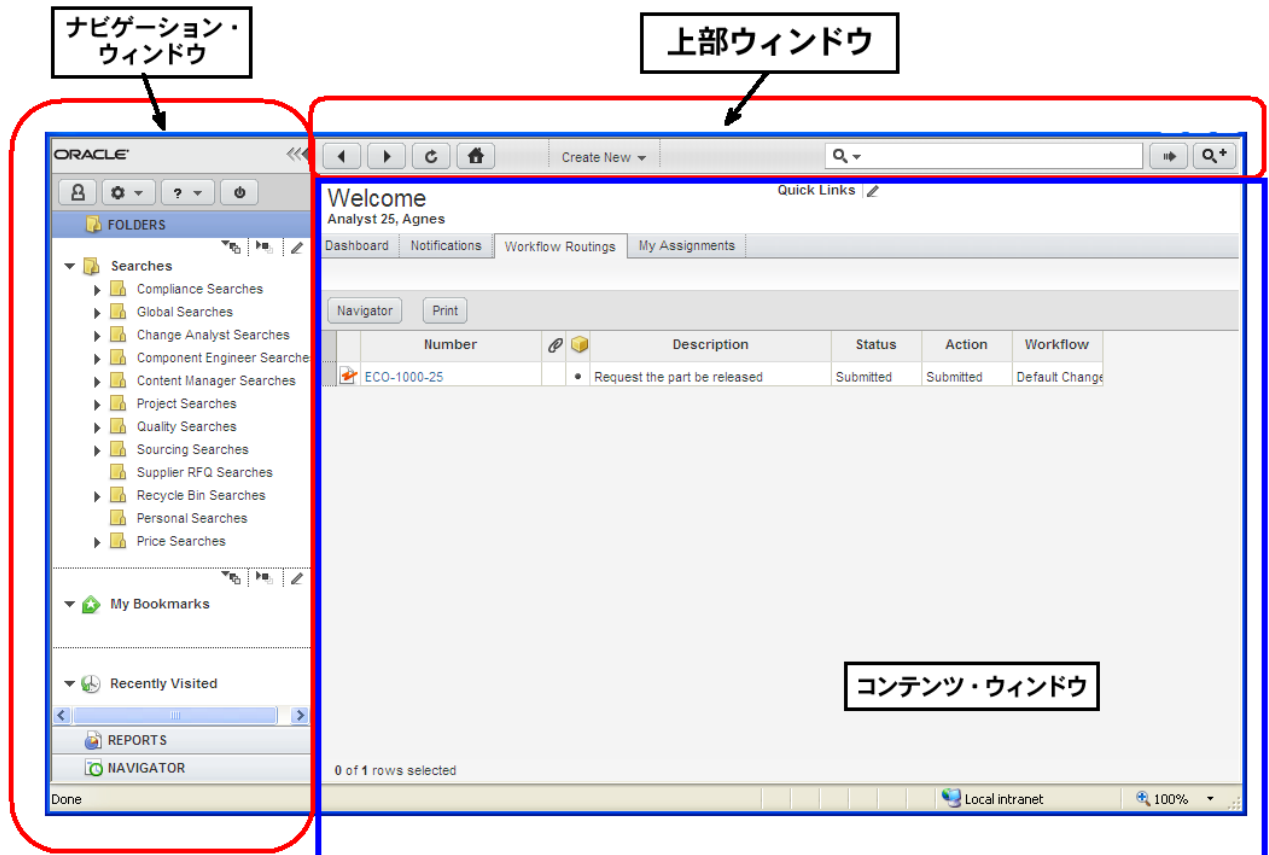 ナビゲーション・
ウィンドウ
上部ウィンドウ
ORACLE
Create New
?
FOLDERS
Searches
Compliance Searches
Global Searches
Change Analyst Searches
Component Engineer Searche
Content Manager Searches
Project Searches
Quality Searches
Sourcing Searches
Supplier RFQ Searches
Recycle Bin Searches
Personal Searches
Price Searches
My Bookmarks
Recently Visited
REPORTS
NAVIGATOR
Welcome
Quick Links
Analyst 25, Agnes
Dashboard Notifications Workflow Routings My Assignments
Navigator Print
Number Description Status Action Workflow
ECO-1000-25 Request the part be released Submitted Submitted Default Change
コンテンツ・ウィンドウ
0 of 1 rows selected
Done Local intranet 100%